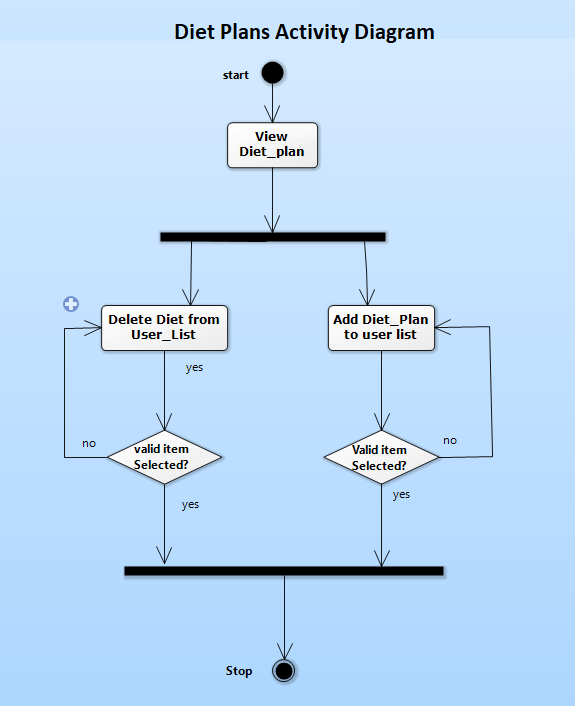 Diet Plans Activity Diagram
start
View
Diet_plan
Delete Diet from
User_List
Add Diet_Plan
to user list
yes
no
valid item
Selected?
Valid item
Selected?
no
yes
yes
Stop